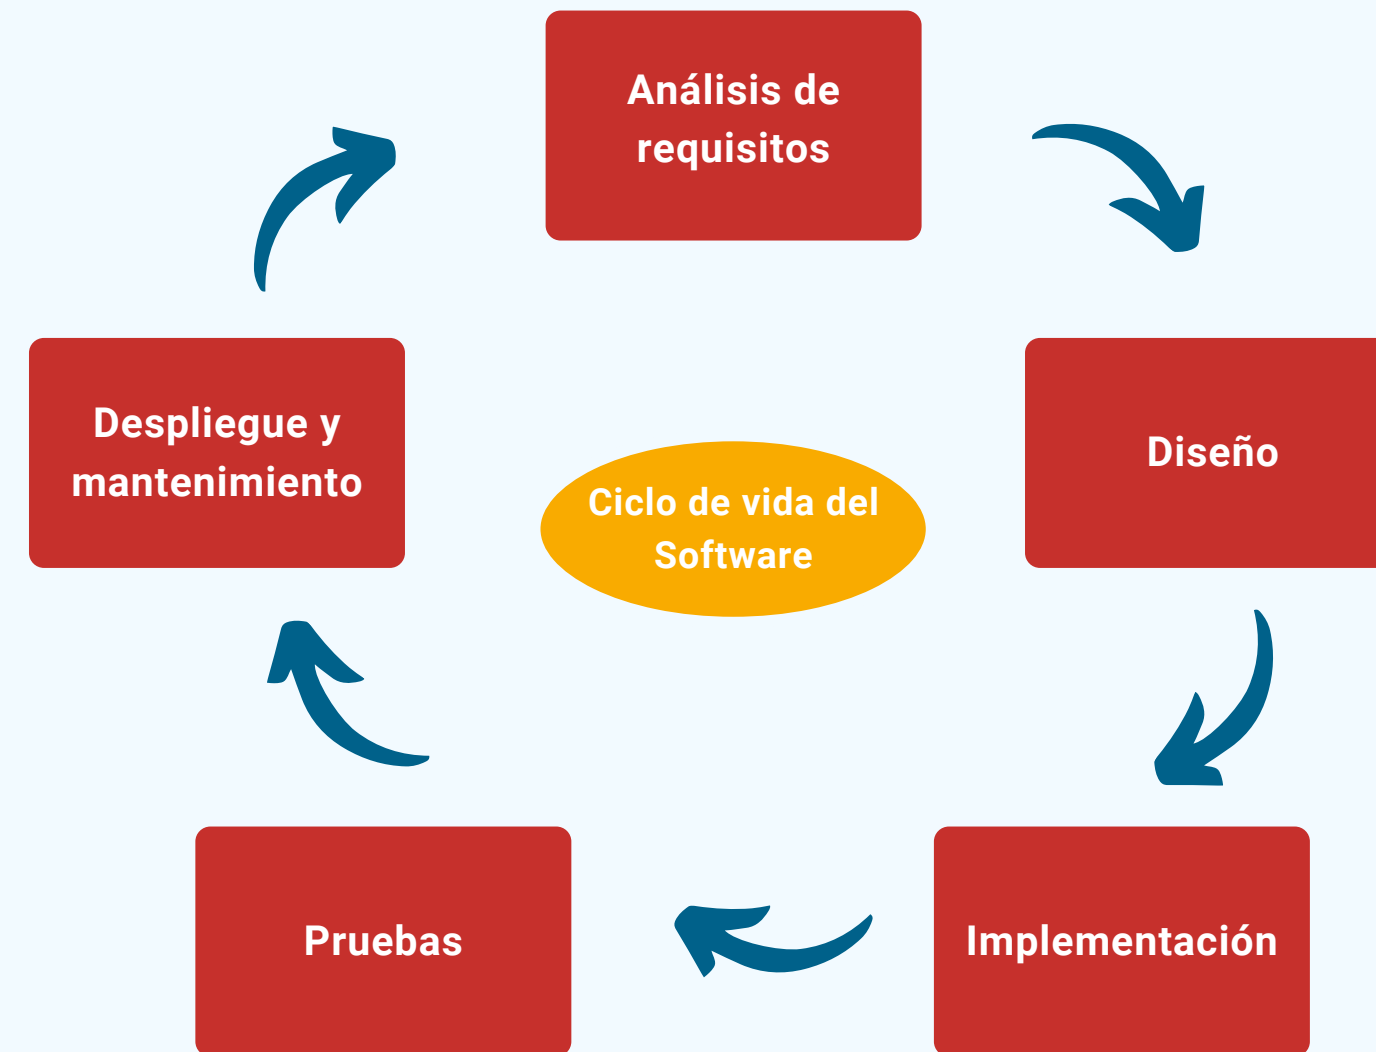 Análisis de
requisitos
Diseño
Implementación
Pruebas
Despliegue y
mantenimiento
Ciclo de vida del
Software